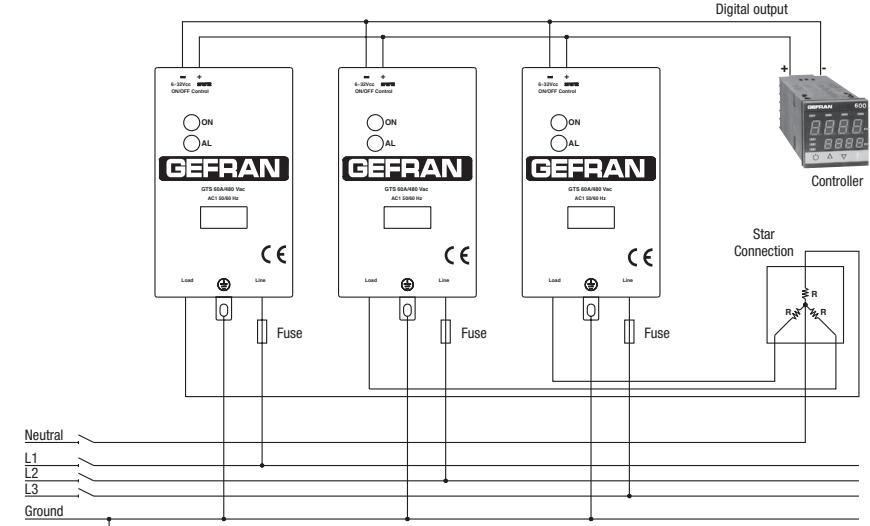 Digital output
+ -
- +
6-32Vcc
ON/OFF Control
ON
AL
GEFRAN
GTS 60A/480 Vac
AC1 50/60 Hz
CE
Load
Line
Fuse
- +
6-32Vcc
ON/OFF Control
ON
AL
GEFRAN
GTS 60A/480 Vac
AC1 50/60 Hz
CE
Load
Line
Fuse
- +
6-32Vcc
ON/OFF Control
ON
AL
GEFRAN
GTS 60A/480 Vac
AC1 50/60 Hz
CE
Load
Line
Fuse
GEFRAN 600
Controller
Star
Connection
R
R
R
Neutral
L1
L2
L3
Ground